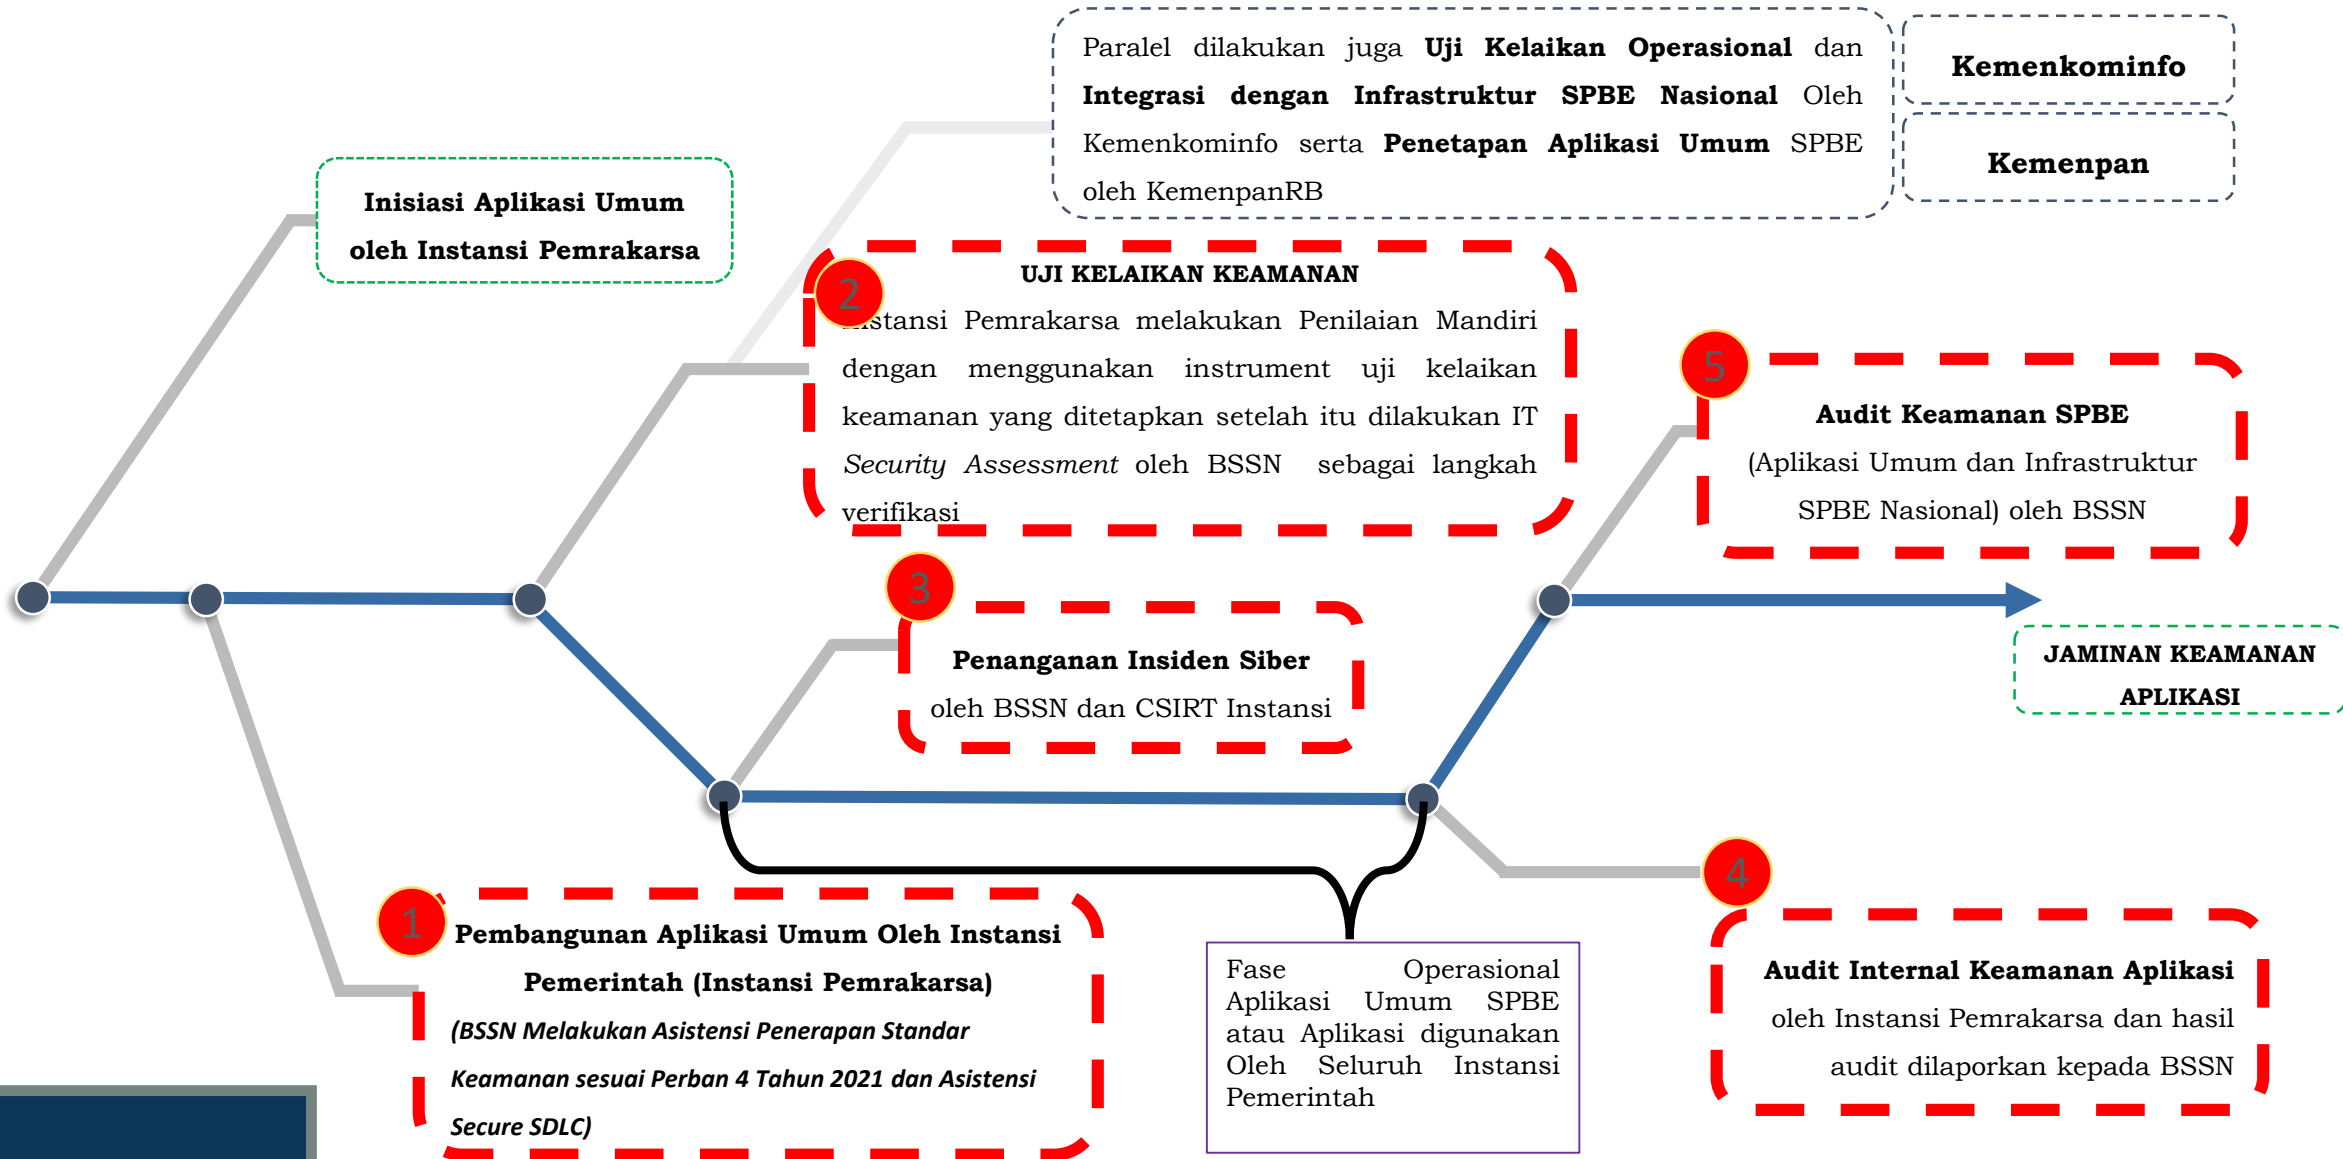 Paralel dilakukan juga Uji Kelaikan Operasional dan
Integrasi dengan Infrastruktur SPBE Nasional Oleh
Kemenkominfo serta Penetapan Aplikasi Umum SPBE
oleh KemenpanRB
Kemenkominfo
Kemenpan
Inisiasi Aplikasi Umum
oleh Instansi Pemrakarsa
2
UJI KELAIKAN KEAMANAN
nstansi Pemrakarsa melakukan Penilaian Mandiri
dengan menggunakan instrument uji kelaikan
keamanan yang ditetapkan setelah itu dilakukan IT
Security Assessment oleh BSSN sebagai langkah
verifikasi
5
Audit Keamanan SPBE
(Aplikasi Umum dan Infrastruktur
SPBE Nasional) oleh BSSN
3
Penanganan Insiden Siber
oleh BSSN dan CSIRT Instansi
JAMINAN KEAMANAN
APLIKASI
1
Pembangunan Aplikasi Umum Oleh Instansi
Pemerintah (Instansi Pemrakarsa)
(BSSN Melakukan Asistensi Penerapan Standar
Keamanan sesuai Perban 4 Tahun 2021 dan Asistensi
Secure SDLC)
Fase Operasional
Aplikasi Umum SPBE
atau Aplikasi digunakan
Oleh Seluruh Instansi
Pemerintah
4
Audit Internal Keamanan Aplikasi
oleh Instansi Pemrakarsa dan hasil
audit dilaporkan kepada BSSN